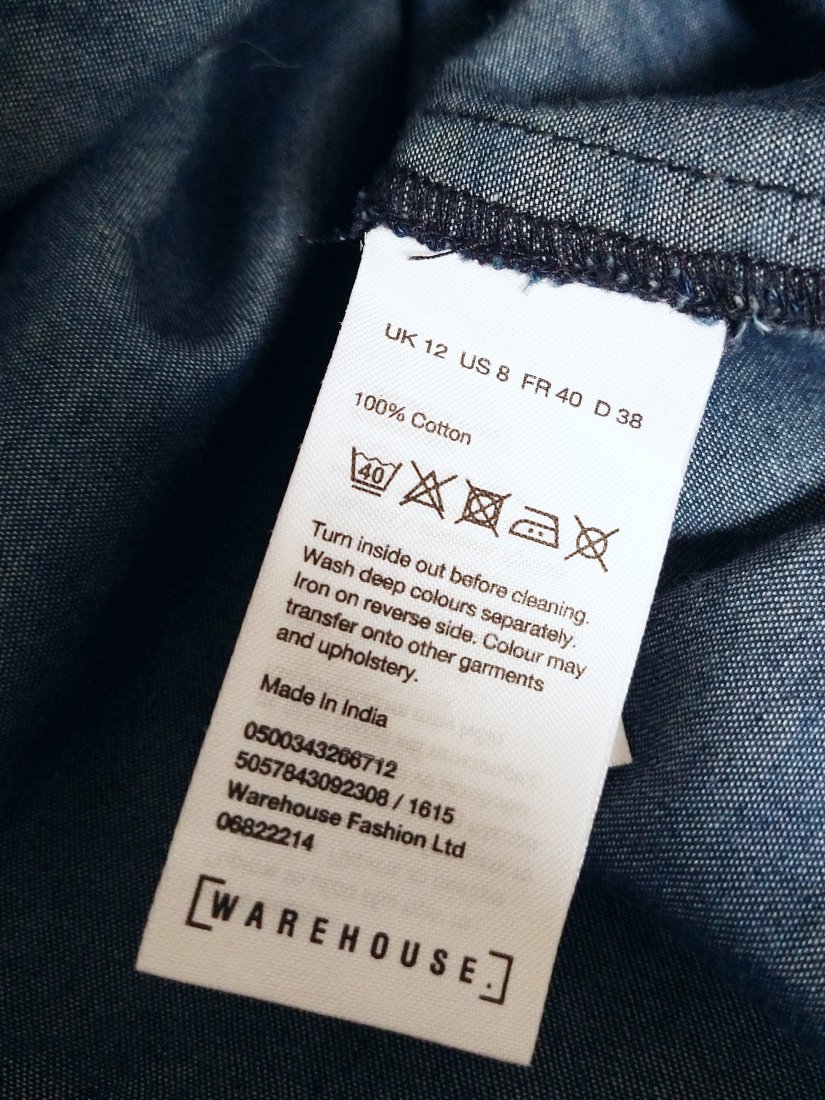 UK 12 US 8 FR 40 D 38
100% Cotton
40
Turn inside out before cleaning.
Wash deep colours separately.
Iron on reverse side. Colour may
transfer onto other garments
and upholstery.
Made In India
0500343266712
5057843092308 / 1615
Warehouse Fashion Ltd
06822214
[WAREHOUSE.]